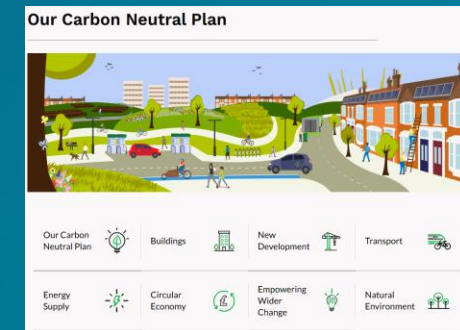 Our Carbon Neutral Plan
Our Carbon
Neutral Plan
Buildings
New
Development
Transport
Energy
Supply
Circular
Economy
Empowering
Wider
Change
Natural
Environment